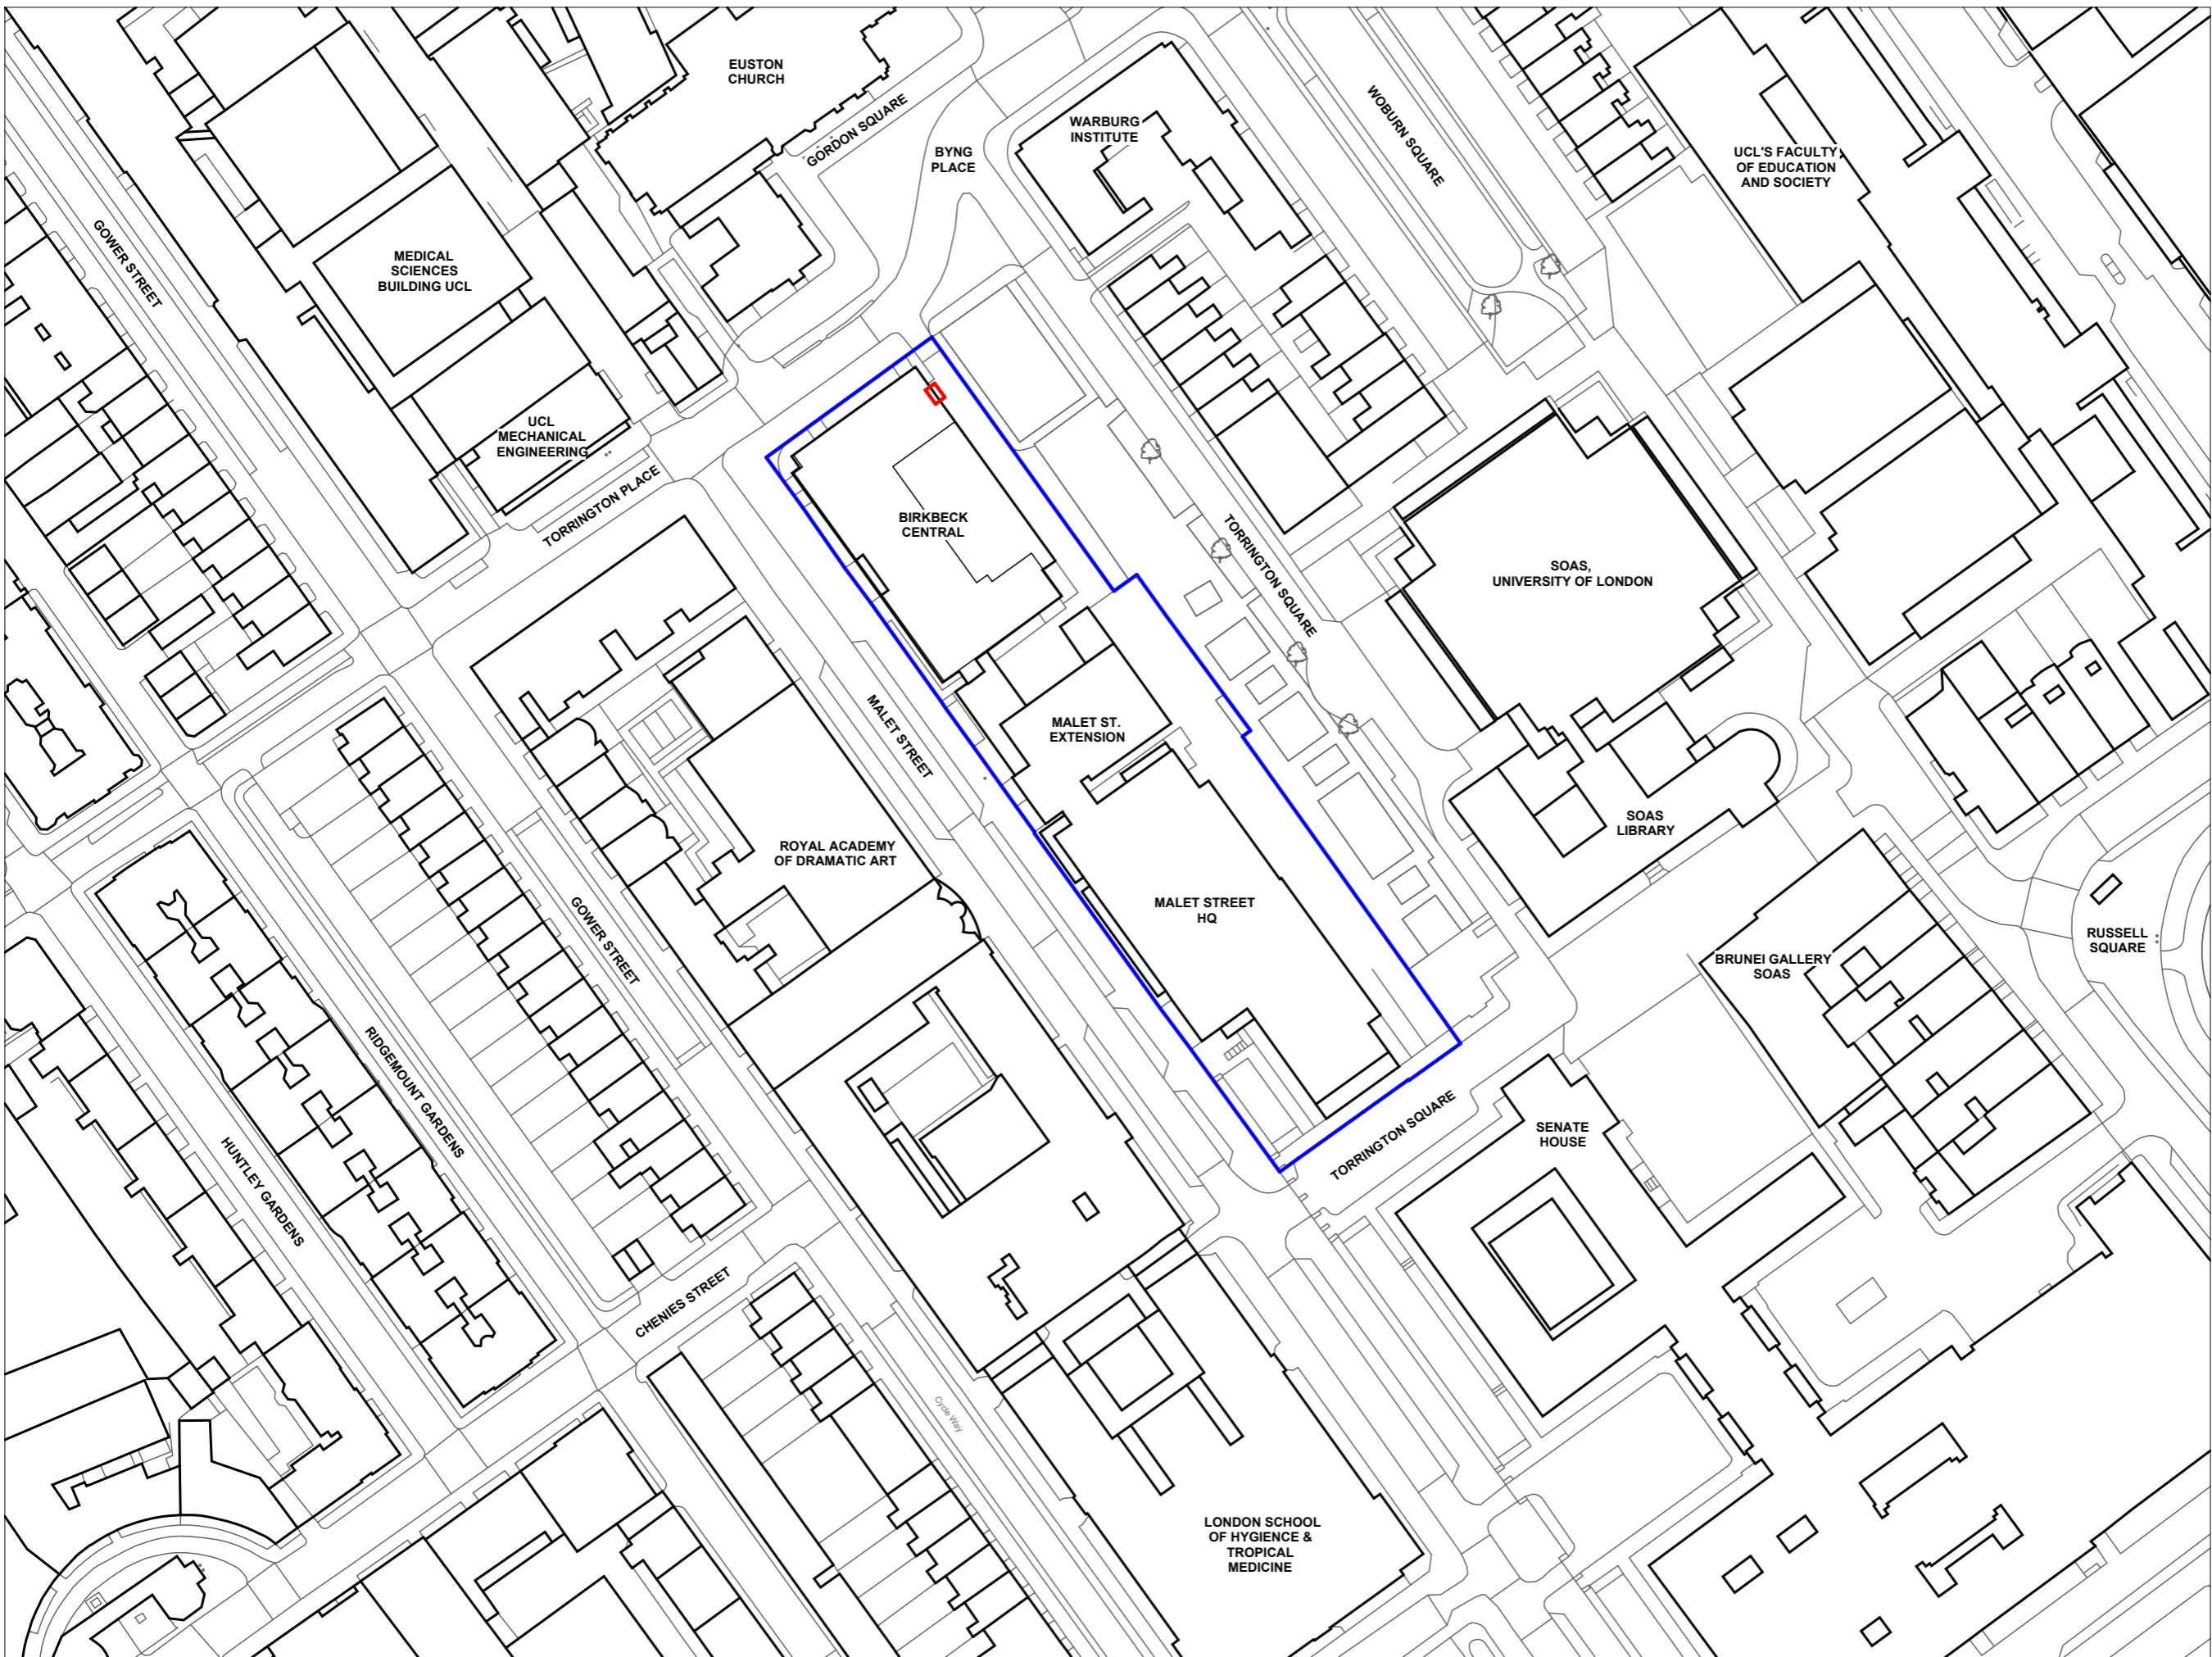 EUSTON
CHURCH
GORDON SQUARE
WARBURG
INSTITUTE
WOBURN SQUARE
BYNG
PLACE
UCL'S FACULTY
OF EDUCATION
AND SOCIETY
GOWER STREET
MEDICAL
SCIENCES
BUILDING UCL
UCL
MECHANICAL
ENGINEERING
TORRINGTON PLACE
BIRKBECK
CENTRAL
TORRINGTON SQUARE
SOAS,
UNIVERSITY OF LONDON
MALET STREET
MALET ST.
EXTENSION
SOAS
LIBRARY
ROYAL ACADEMY
OF DRAMATIC ART
MALET STREET
HQ
GOWER STREET
RUSSELL
SQUARE
BRUNEI GALLERY
SOAS
RIDGEMOUNT GARDENS
HUNTLEY GARDENS
TORRINGTON SQUARE
SENATE
HOUSE
CHENIES STREET
Cycle Way
LONDON SCHOOL
OF HYGIENCE &
TROPICAL
MEDICINE